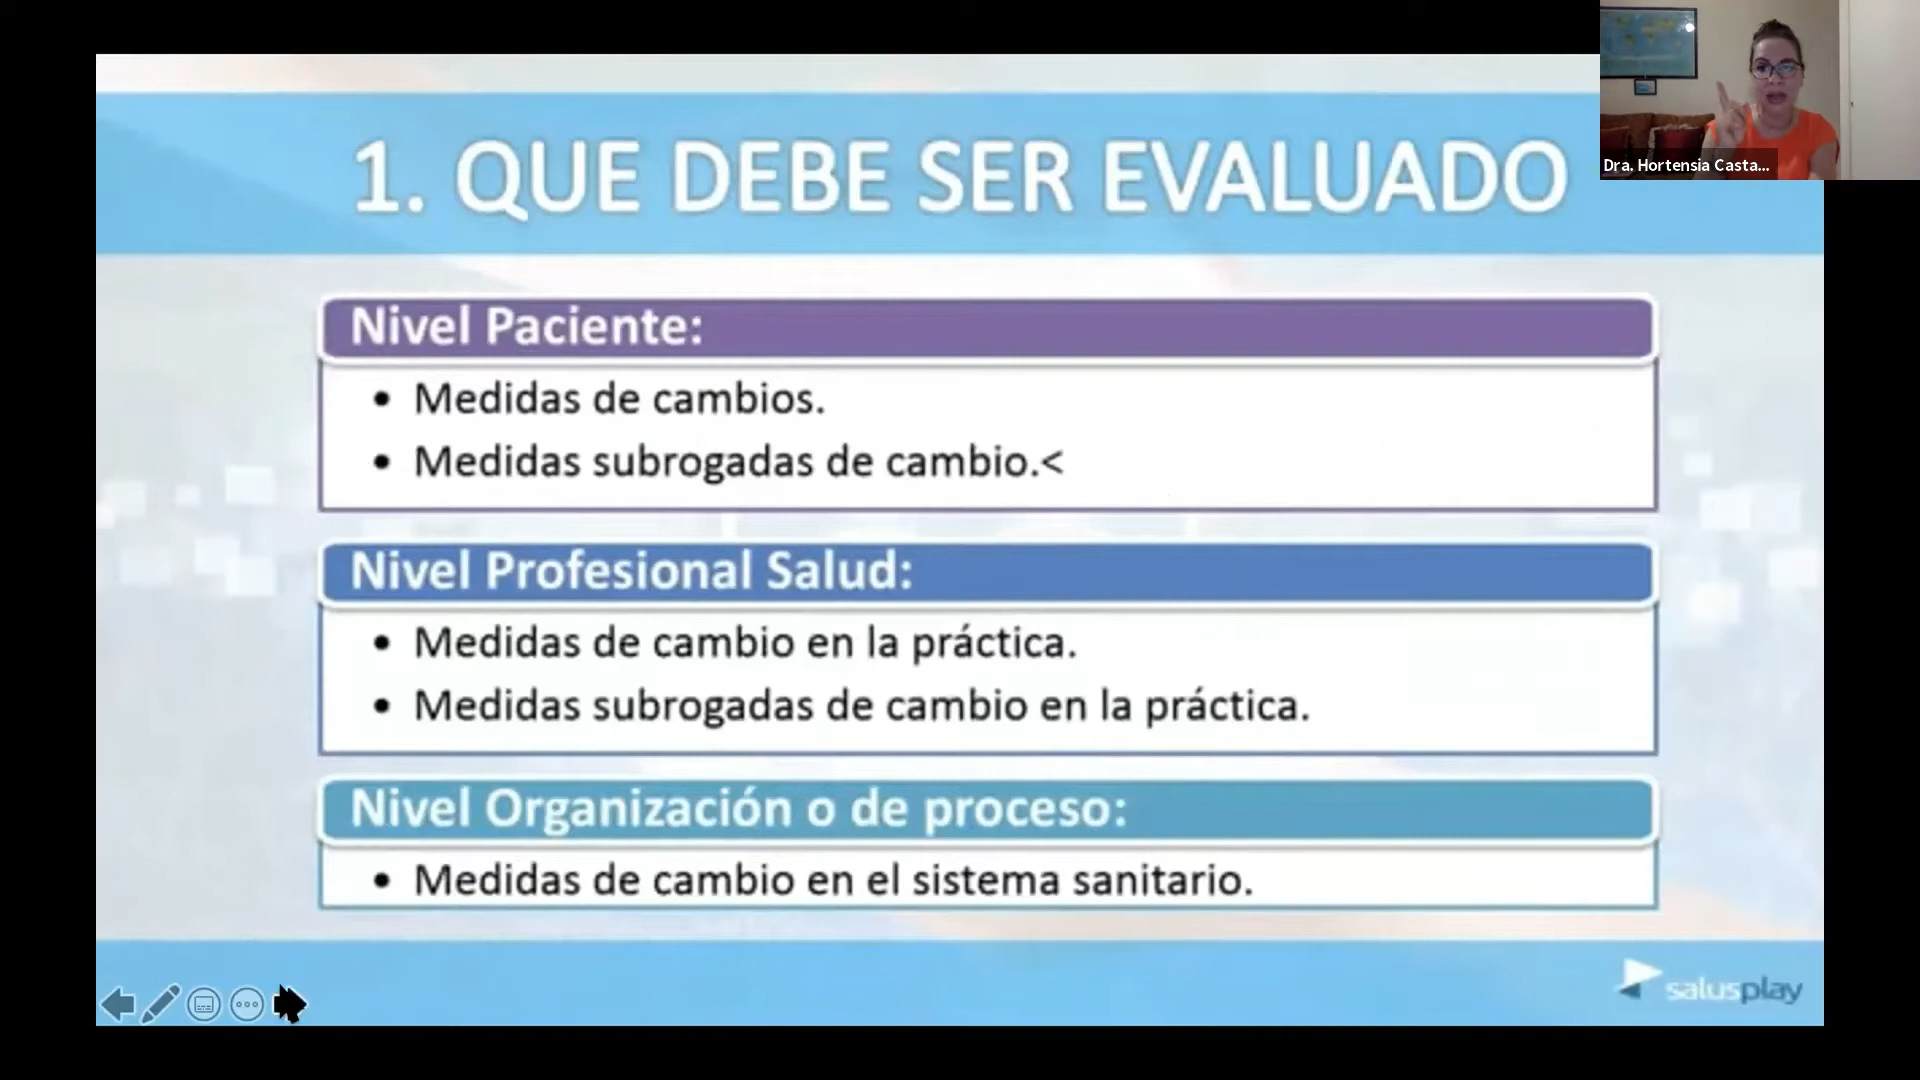 1. QUE DEBE SER EVALUADO
Dra. Hortensia Casta...
Nivel Paciente:
• Medidas de cambios.
• Medidas subrogadas de cambio.<
Nivel Profesional Salud:
• Medidas de cambio en la práctica.
• Medidas subrogadas de cambio en la práctica.
Nivel Organización o de proceso:
• Medidas de cambio en el sistema sanitario.
salusplay